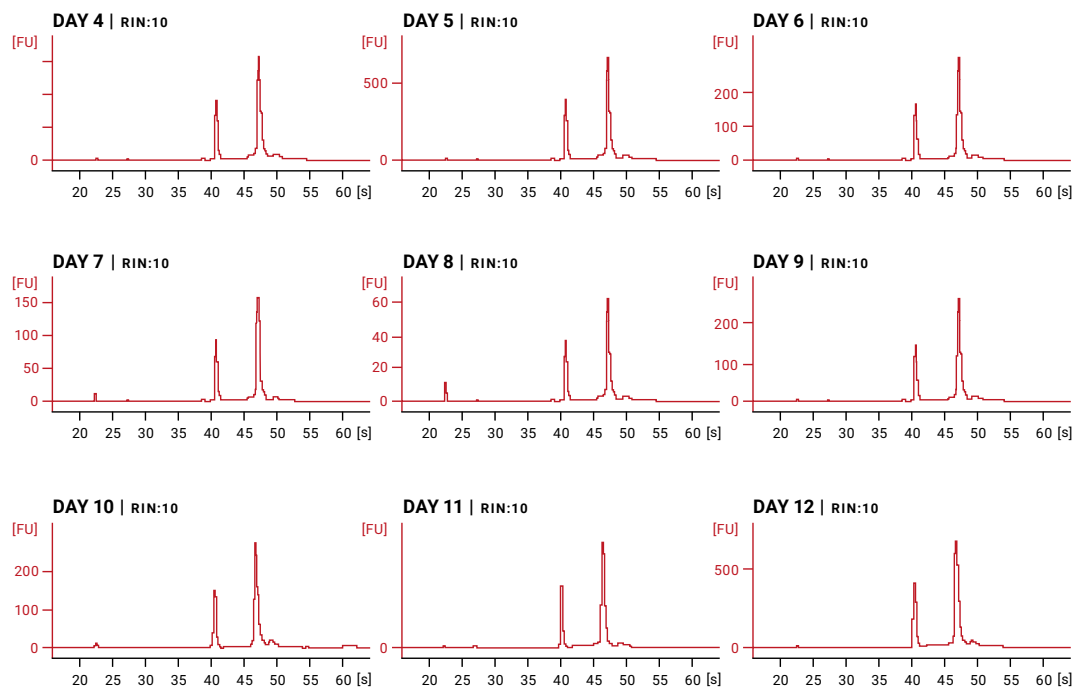 DAY 4 | RIN:10
[FU]
0
20 25 30 35 40 45 50 55 60 [s]
DAY 5 | RIN:10
[FU]
500
0
20 25 30 35 40 45 50 55 60 [s]
DAY 6 | RIN:10
[FU]
200
100
0
20 25 30 35 40 45 50 55 60 [s]
DAY 7 | RIN:10
[FU]
150
100
50
0
20 25 30 35 40 45 50 55 60 [s]
DAY 8 | RIN:10
[FU]
60
40
20
0
20 25 30 35 40 45 50 55 60 [s]
DAY 9 | RIN:10
[FU]
200
100
0
20 25 30 35 40 45 50 55 60 [s]
DAY 10 | RIN:10
[FU]
200
100
0
20 25 30 35 40 45 50 55 60 [s]
DAY 11 | RIN:10
[FU]
0
20 25 30 35 40 45 50 55 60 [s]
DAY 12 | RIN:10
[FU]
500
0
20 25 30 35 40 45 50 55 60 [s]